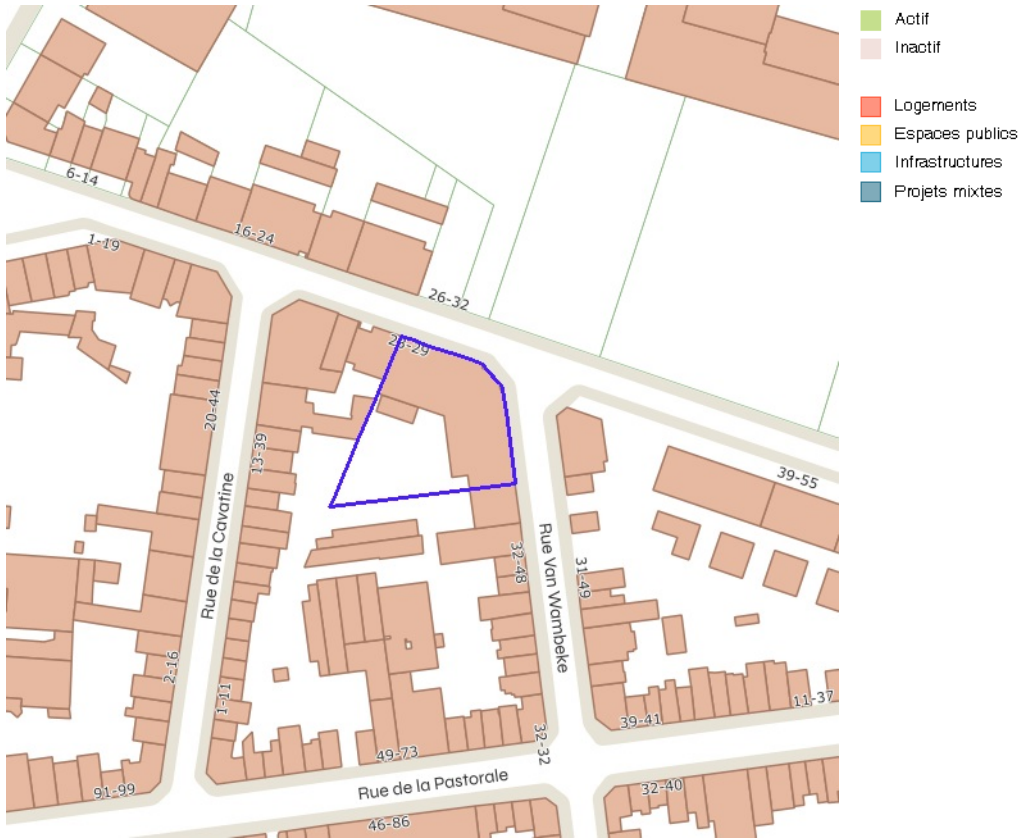 Actif
Inactif
Logements
Espaces publics
Infrastructures
Projets mixtes
6-14
16-24
1-19
26-32
20-44
13-39
39-55
Rue de la Cavatine
Rue Van Wambeke
32-48
31-49
2-16
1-11
39-41
11-37
32-32
49-73
Rue de la Pastorale
91-99
32-40
46-86